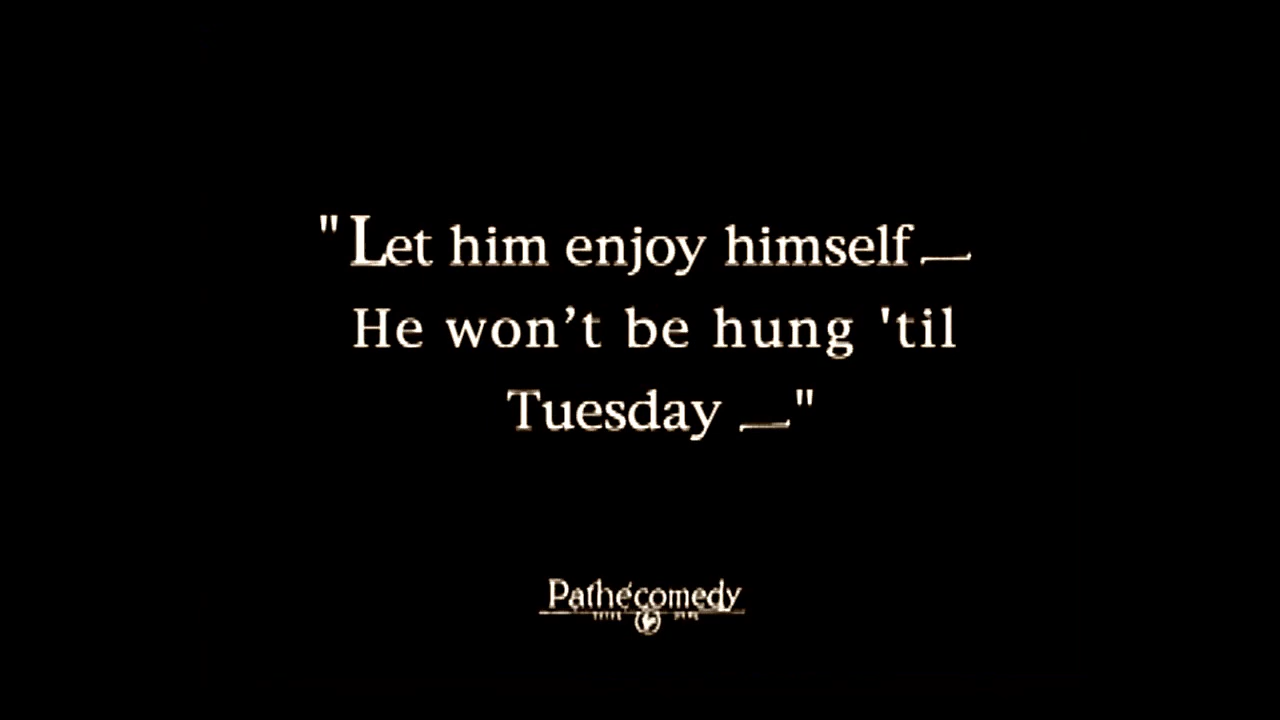 "Let him enjoy himself —
He won't be hung 'til
Tuesday —"
Pathécomedy